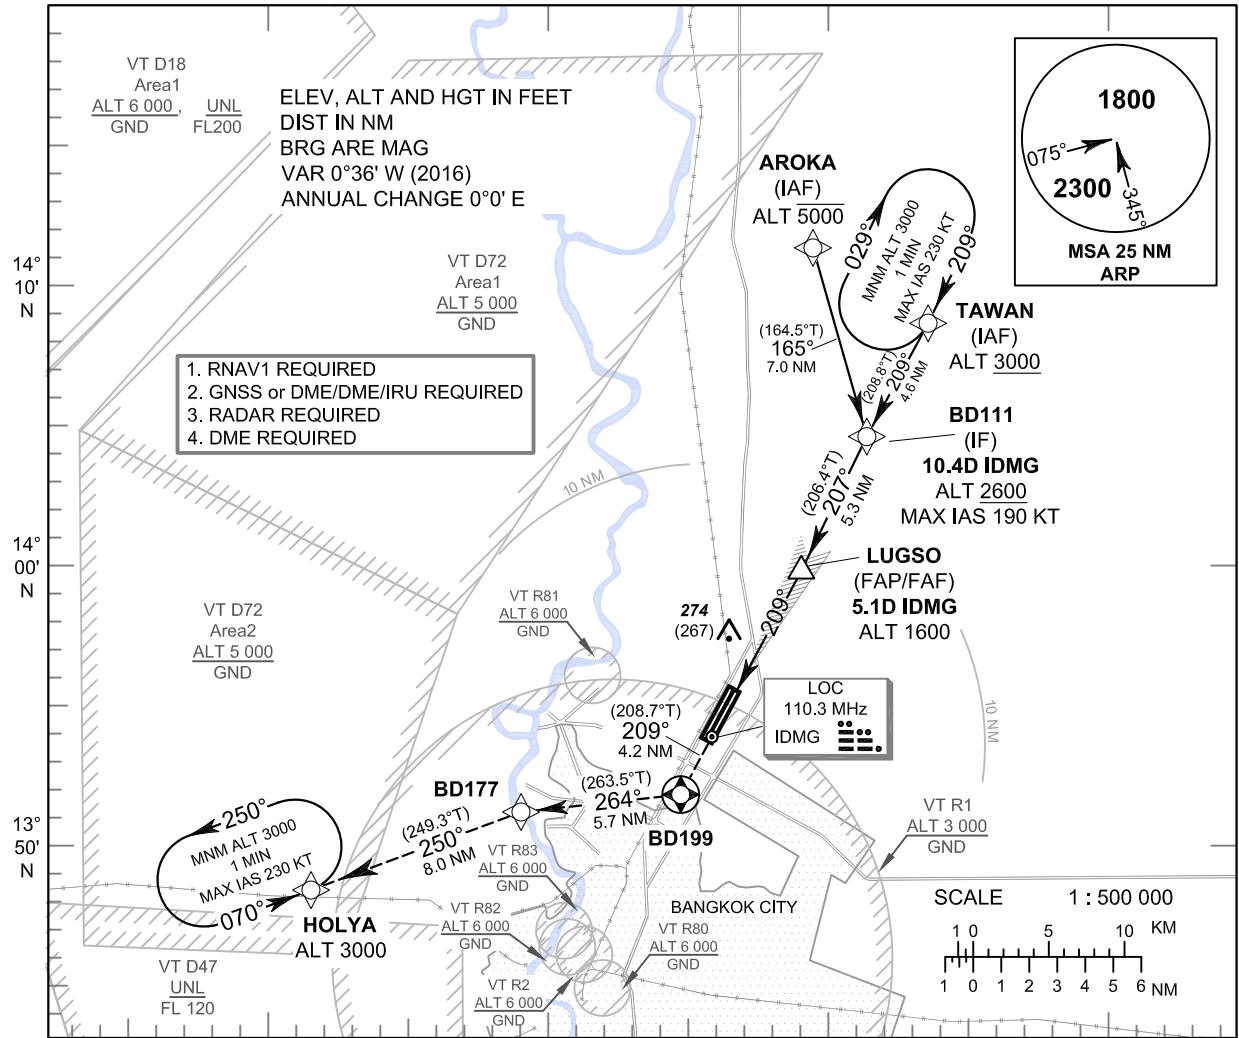 VT D18
Area1
ALT 6 000, UNL
GND FL200
ELEV, ALT AND HGT IN FEET
DIST IN NM
BRG ARE MAG
VAR 0°36' W (2016)
ANNUAL CHANGE 0°0' E
AROKA
(IAF)
ALT 5000
029°
MNM ALT 3000
1 MIN
MAX IAS 230 KT
209°
1800
075°
2300
345°
MSA 25 NM
ARP
14°
10'
N
VT D72
Area1
ALT 5 000
GND
TAWAN
(IAF)
ALT 3000
(164.5°T)
165°
7.0 NM
(208.8°T)
209°
4.6 NM
1. RNAV1 REQUIRED
2. GNSS or DME/DME/IRU REQUIRED
3. RADAR REQUIRED
4. DME REQUIRED
BD111
(IF)
10.4D IDMG
ALT 2600
MAX IAS 190 KT
10 NM
(206.4°T)
207°
5.3 NM
14°
00'
N
LUGSO
(FAP/FAF)
5.1D IDMG
ALT 1600
VT R81
ALT 6 000
GND
VT D72
Area2
ALT 5 000
GND
274
(267)
209°
LOC
110.3 MHz
IDMG
10 NM
(208.7°T)
209°
4.2 NM
(263.5°T)
264°
5.7 NM
BD177
BD199
VT R1
ALT 3 000
GND
13°
50'
N
250°
MNM ALT 3000
1 MIN
MAX IAS 230 KT
070°
(249.3°T)
250°
8.0 NM
VT R83
ALT 6 000
GND
HOLYA
ALT 3000
VT R82
ALT 6 000
GND
BANGKOK CITY
VT R80
ALT 6 000
GND
SCALE 1 : 500 000
1 0 5 10 KM
1 0 1 2 3 4 5 6 NM
VT D47
UNL
FL 120
VT R2
ALT 6 000
GND